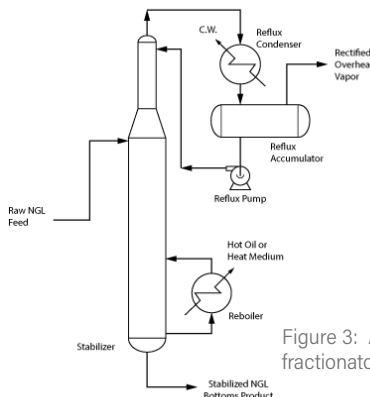 C.W.
Reflux
Condenser
Rectified
Overhe
Vapor
Reflux
Accumulator
Reflux Pump
Raw NGL
Feed
Hot Oil or
Heat Medium
Reboiler
Stabilizer
Figure 3:
fractionato
Stabilized NGL
Bottoms Product